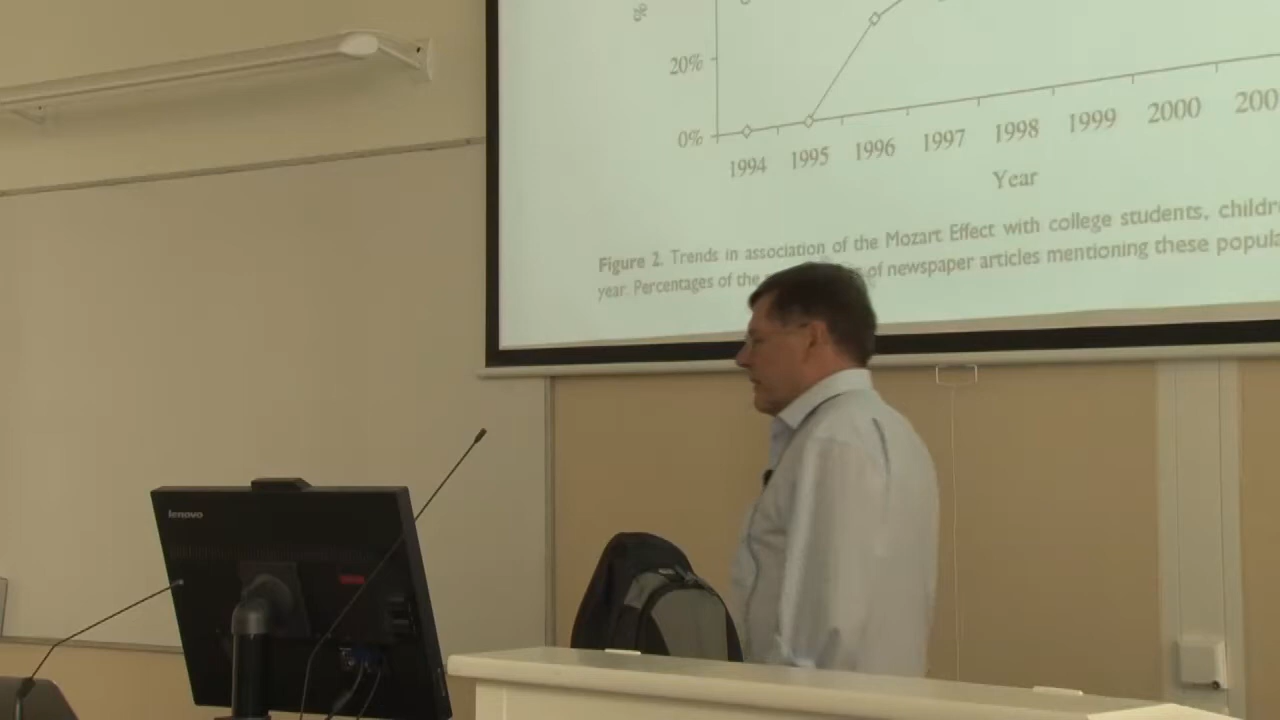 20%
0%
1994 1995 1996 1997 1998 1999 2000 200
Year
Figure 2. Trends in association of the Mozart Effect with college students, childre
year. Percentages of the of newspaper articles mentioning these popula
lenovo